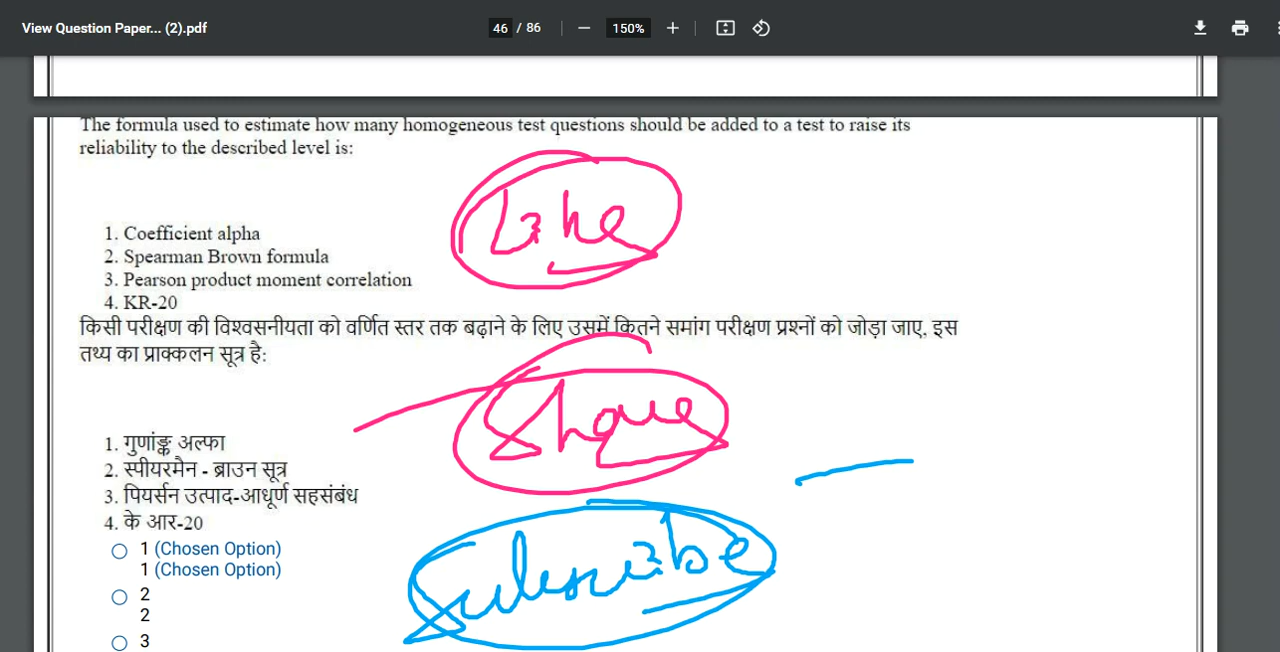 View Question Paper... (2).pdf 46 / 86 150%
The formula used to estimate how many homogeneous test questions should be added to a test to raise its
reliability to the described level is:
Like
1. Coefficient alpha
2. Spearman Brown formula
3. Pearson product moment correlation
4. KR-20
किसी परीक्षण की विश्वसनीयता को वर्णित स्तर तक बढ़ाने के लिए उसमें कितने समांग परीक्षण प्रश्नों को जोड़ा जाए, इस
तथ्य का प्राक्कलन सूत्र है:
Share
1. गुणांङ्क अल्फा
2. स्पीयरमैन - ब्राउन सूत्र
3. पियर्सन उत्पाद-आधूर्ण सहसंबंध
4. के आर-20
Subscribe
1 (Chosen Option)
1 (Chosen Option)
2
2
3